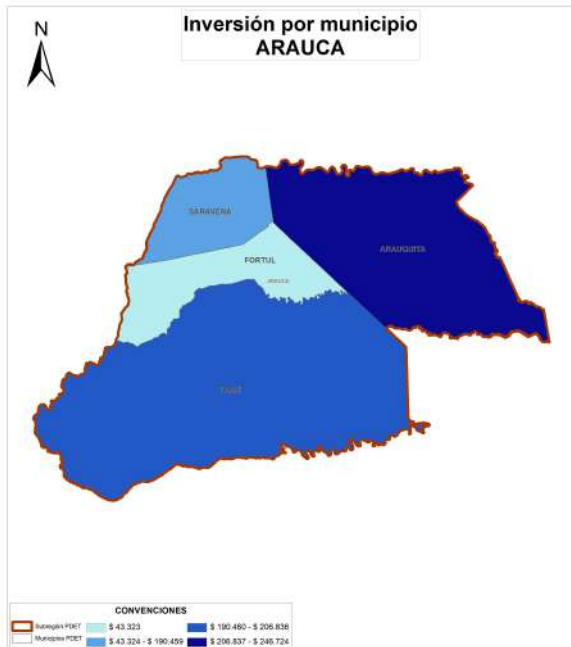 Inversión por municipio
ARAUCA
N
SARAVENA
ARAUQUITA
FORTUL
ARAUCA
TAME
CONVENCIONES
Subregión PDET
$ 43.323
$ 190.460 - $ 206.836
Municipios PDET
$ 43.324 - $ 190.459
$ 206.837 - $ 246.724